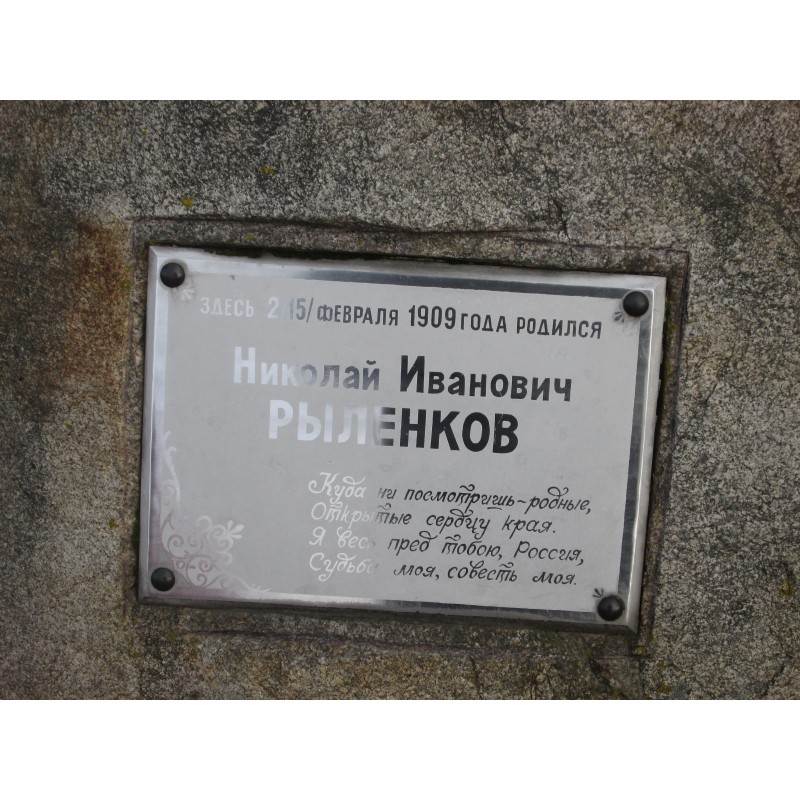 ЗДЕСЬ 2/15/ ФЕВРАЛЯ 1909 ГОДА РОДИЛСЯ
Николай Иванович
РЫЛЕНКОВ
Куда ни посмотришь-родные,
Открытые сердцу края.
Я весь пред тобою, Россия,
Судьба моя, совесть моя.